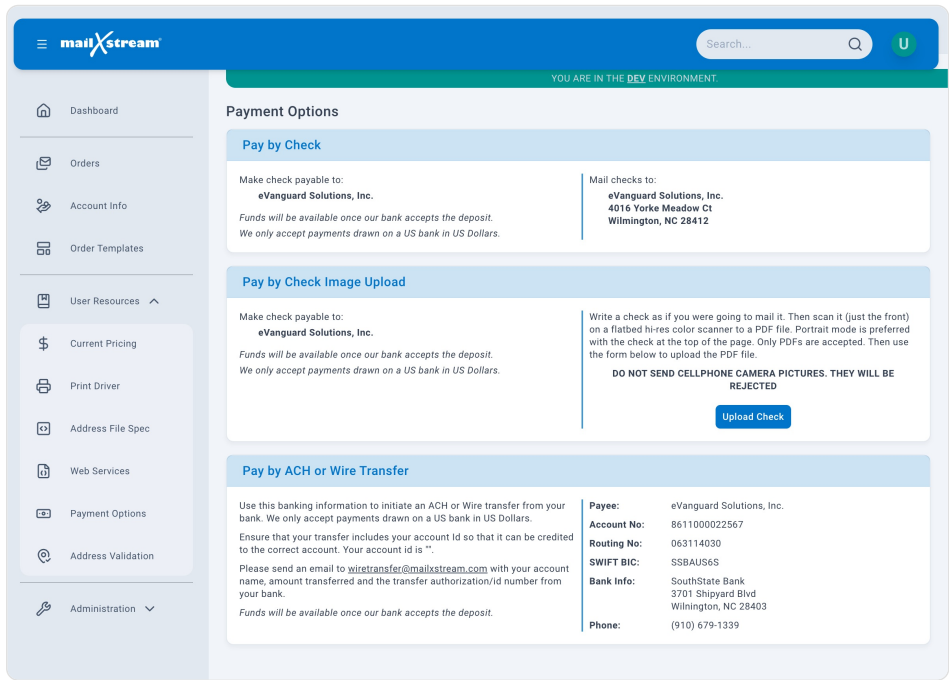 mailXstream
Search...
U
YOU ARE IN THE DEV ENVIRONMENT.
Dashboard
Orders
Account Info
Order Templates
User Resources
Current Pricing
Print Driver
Address File Spec
Web Services
Payment Options
Address Validation
Administration
Payment Options
Pay by Check
Make check payable to:
eVanguard Solutions, Inc.
Funds will be available once our bank accepts the deposit.
We only accept payments drawn on a US bank in US Dollars.
Mail checks to:
eVanguard Solutions, Inc.
4016 Yorke Meadow Ct
Wilmington, NC 28412
Pay by Check Image Upload
Make check payable to:
eVanguard Solutions, Inc.
Funds will be available once our bank accepts the deposit.
We only accept payments drawn on a US bank in US Dollars.
Write a check as if you were going to mail it. Then scan it (just the front)
on a flatbed hi-res color scanner to a PDF file. Portrait mode is preferred
with the check at the top of the page. Only PDFs are accepted. Then use
the form below to upload the PDF file.
DO NOT SEND CELLPHONE CAMERA PICTURES. THEY WILL BE
REJECTED
Upload Check
Pay by ACH or Wire Transfer
Use this banking information to initiate an ACH or Wire transfer from your
bank. We only accept payments drawn on a US bank in US Dollars.
Ensure that your transfer includes your account Id so that it can be credited
to the correct account. Your account id is "".
Please send an email to wiretransfer@mailxstream.com with your account
name, amount transferred and the transfer authorization/id number from
your bank.
Funds will be available once our bank accepts the deposit.
Payee: eVanguard Solutions, Inc.
Account No: 8611000022567
Routing No: 063114030
SWIFT BIC: SSBAUS6S
Bank Info: SouthState Bank
3701 Shipyard Blvd
Wilnington, NC 28403
Phone: (910) 679-1339